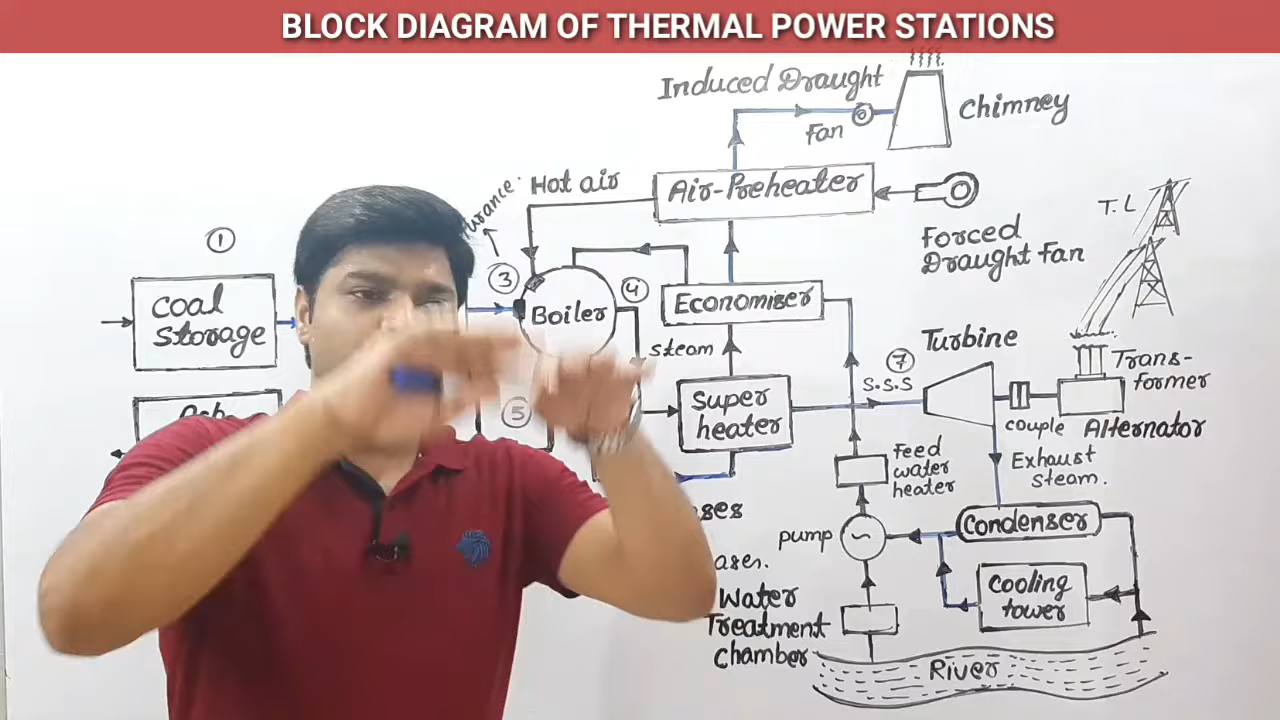 BLOCK DIAGRAM OF THERMAL POWER STATIONS
Induced Draught
Fan
Chimney
Hot air
Air-Preheater
T.L
①
Forced
Draught Fan
③
④
Coal
Storage
Boiler
Economiser
Turbine
steam
⑦
S.S.S
Trans-
former
Super
heater
⑤
couple
Alternator
Feed
water
heater
Exhaust
steam.
Condenser
pump
Cooling
tower
Water
Treatment
Chamber
River